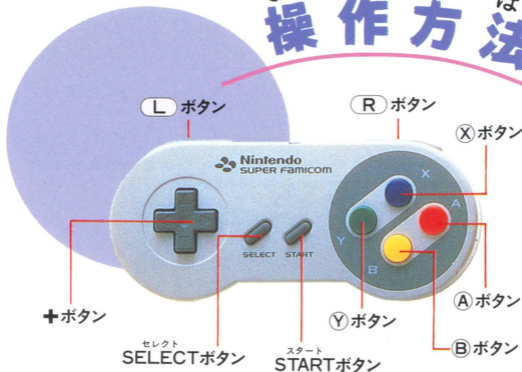 操作方法
Ⓛ ボタン
Ⓡ ボタン
Ⓧボタン
Nintendo
SUPER FAMICOM
X
A
Y
B
SELECT START
Ⓐボタン
✚ボタン
Ⓨボタン
Ⓑボタン
セレクト
SELECTボタン
スタート
STARTボタン